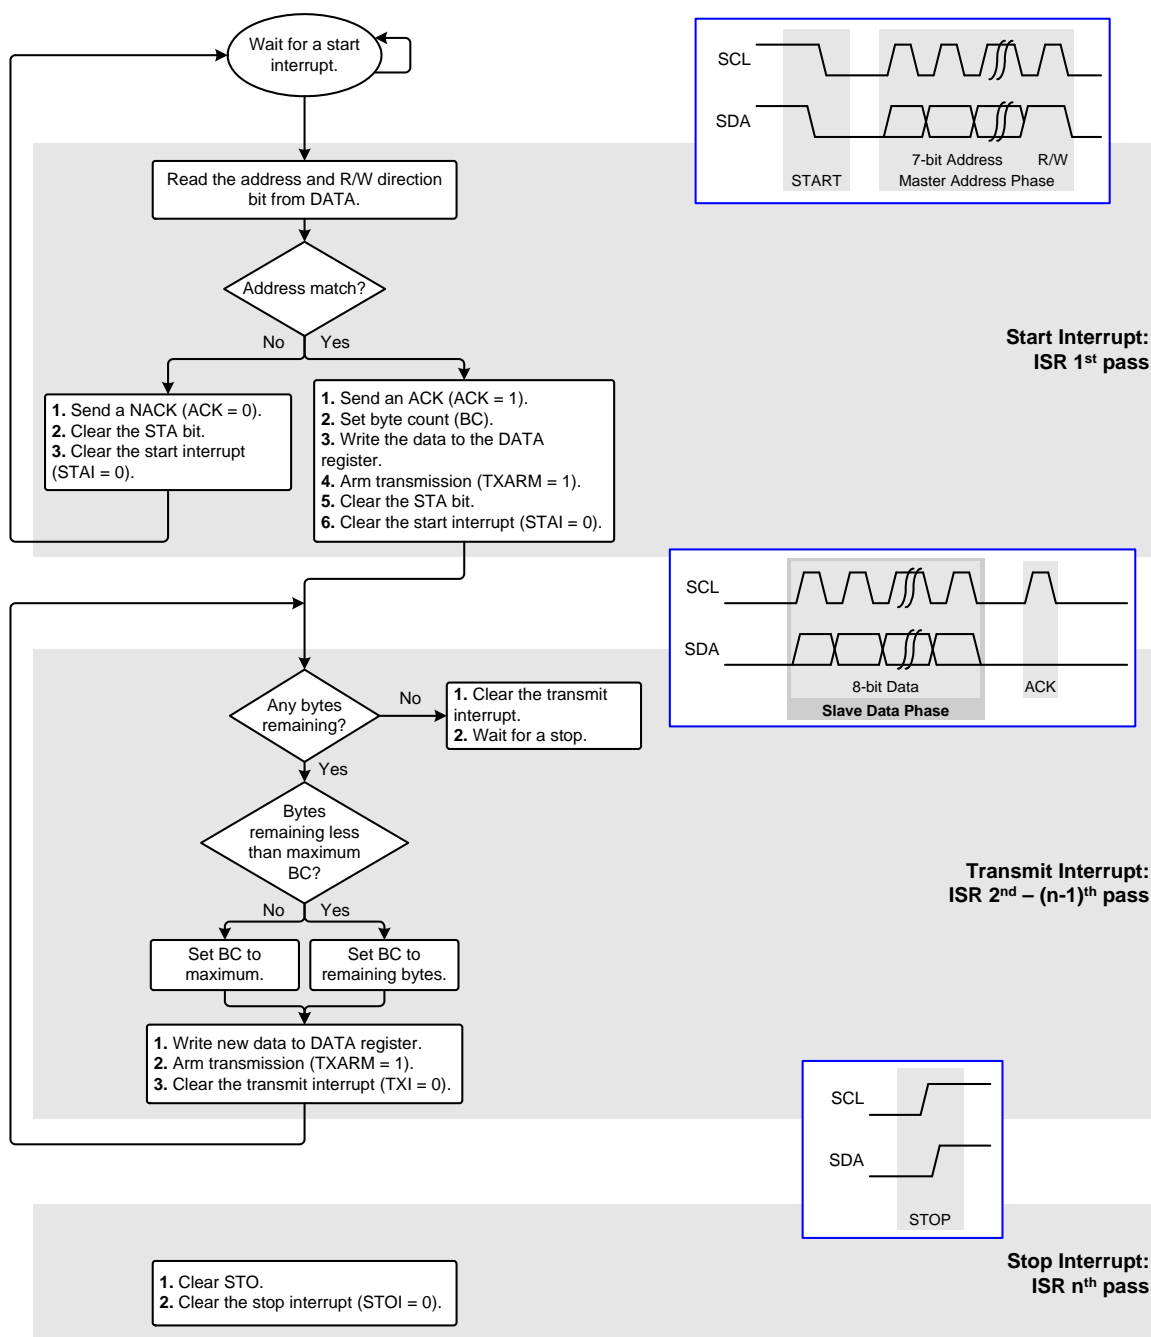 Wait for a start
interrupt.
SCL
SDA
7-bit Address
R/W
START
Master Address Phase
Read the address and R/W direction
bit from DATA.
Address match?
No
Yes
Start Interrupt:
ISR 1st pass
1. Send a NACK (ACK = 0).
2. Clear the STA bit.
3. Clear the start interrupt
(STAI = 0).
1. Send an ACK (ACK = 1).
2. Set byte count (BC).
3. Write the data to the DATA
register.
4. Arm transmission (TXARM = 1).
5. Clear the STA bit.
6. Clear the start interrupt (STAI = 0).
SCL
SDA
8-bit Data
ACK
Slave Data Phase
Any bytes
remaining?
No
1. Clear the transmit
interrupt.
2. Wait for a stop.
Yes
Bytes
remaining less
than maximum
BC?
Transmit Interrupt:
ISR 2nd – (n-1)th pass
No
Yes
Set BC to
maximum.
Set BC to
remaining bytes.
1. Write new data to DATA register.
2. Arm transmission (TXARM = 1).
3. Clear the transmit interrupt (TXI = 0).
SCL
SDA
STOP
Stop Interrupt:
ISR nth pass
1. Clear STO.
2. Clear the stop interrupt (STOI = 0).